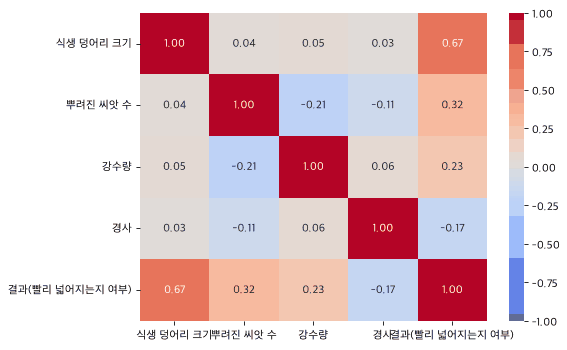 식생 덩어리 크기 1.00 0.04 0.05 0.03 0.67
뿌려진 씨앗 수 0.04 1.00 -0.21 -0.11 0.32
강수량 0.05 -0.21 1.00 0.06 0.23
경사 0.03 -0.11 0.06 1.00 -0.17
결과(빨리 넓어지는지 여부) 0.67 0.32 0.23 -0.17 1.00
식생 덩어리 크기 뿌려진 씨앗 수 강수량 경사 결과(빨리 넓어지는지 여부)
1.00
0.75
0.50
0.25
0.00
-0.25
-0.50
-0.75
-1.00